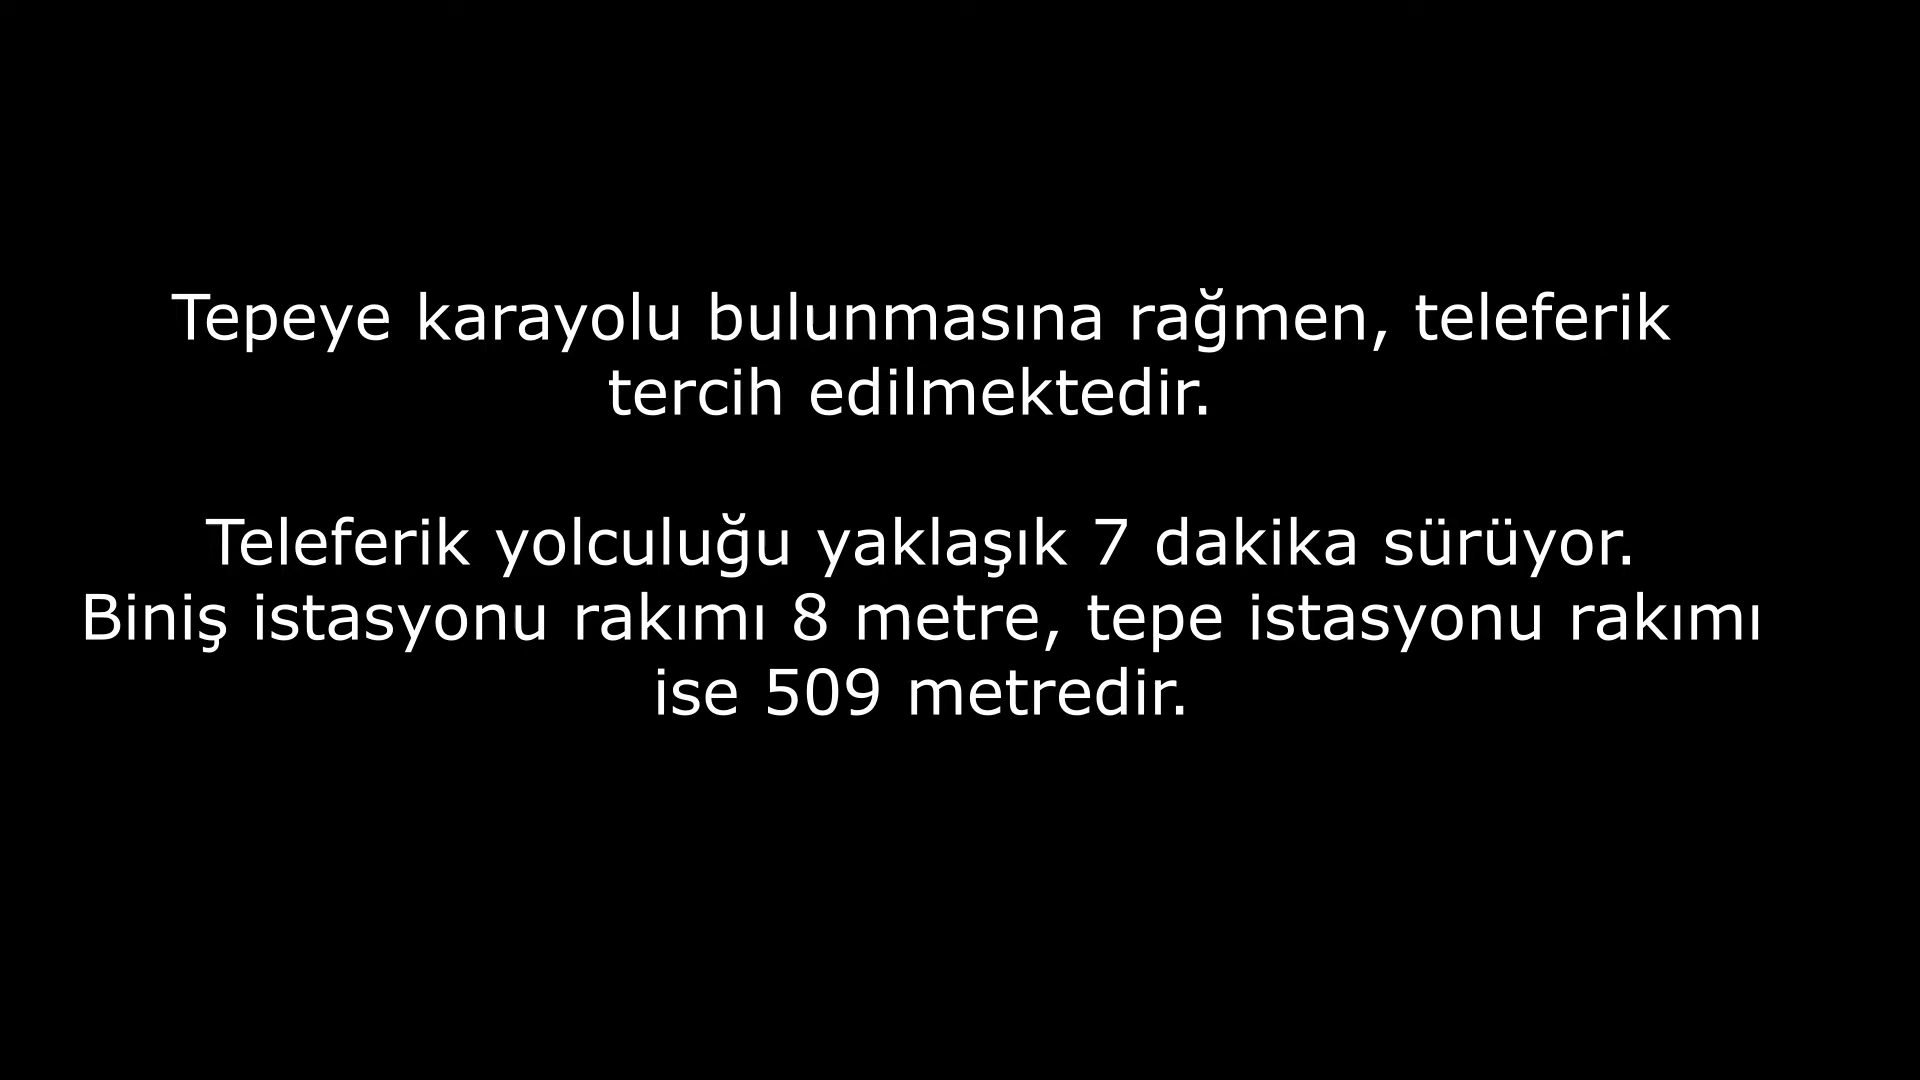 Tepeye karayolu bulunmasına rağmen, teleferik
tercih edilmektedir.
Teleferik yolculuğu yaklaşık 7 dakika sürüyor.
Biniş istasyonu rakımı 8 metre, tepe istasyonu rakımı
ise 509 metredir.